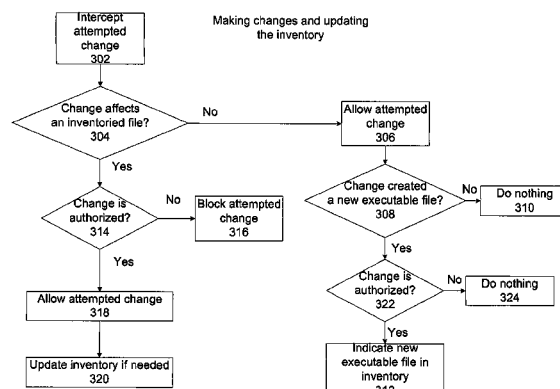 Intercept
attempted
change
302
Making changes and updating
the inventory
Change affects
an inventoried file?
304
No
Yes
Allow attempted
change
306
Change is
authorized?
314
No
Block attempted
change
316
Yes
Change created
a new executable file?
308
No
Do nothing
310
Yes
Allow attempted change
318
Change is
authorized?
322
No
Do nothing
324
Yes
Update inventory if needed
320
Indicate new
executable file in
inventory